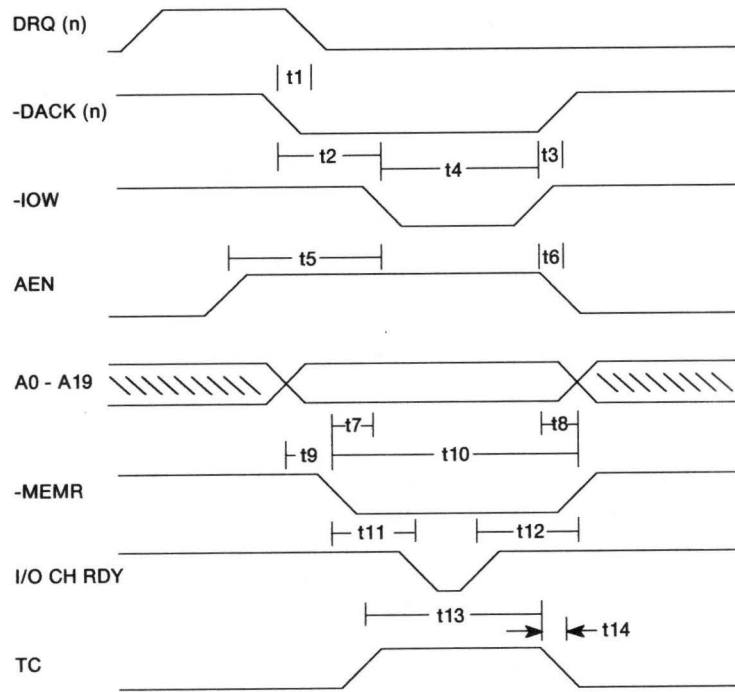 DRQ (n)
t1
-DACK (n)
t2
t4
t3
-IOW
t5
t6
AEN
A0 - A19
t7
t8
t9
t10
-MEMR
t11
t12
I/O CH RDY
t13
t14
TC